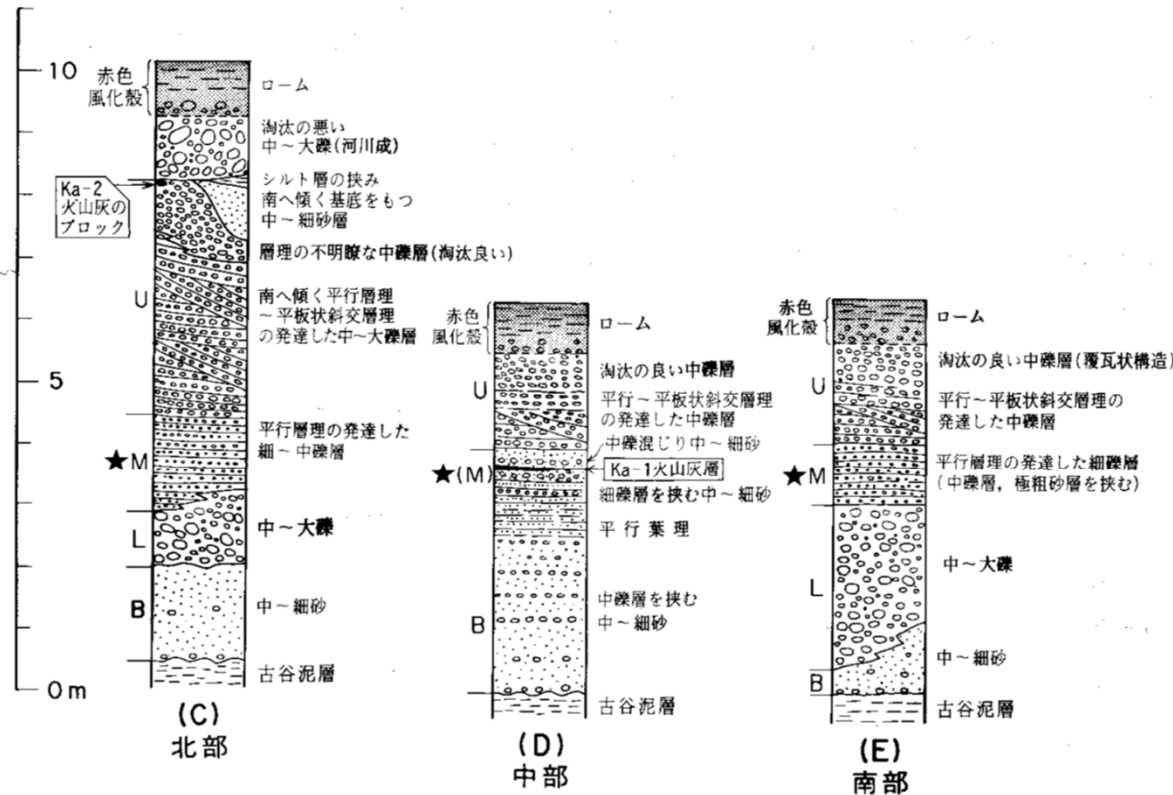 10
5
0 m
赤色
風化殻
ローム
淘汰の悪い
中～大礫(河川成)
Ka-2
火山灰の
ブロック
シルト層の挟み
南へ傾く基底をもつ
中～細砂層
層理の不明瞭な中礫層(淘汰良い)
U
南へ傾く平行層理
～平板状斜交層理
の発達した中～大礫層
平行層理の発達した
細～中礫層
★M
L
中～大礫
B
中～細砂
古谷泥層
(C)
北部
赤色
風化殻
ローム
U
淘汰の良い中礫層
平行～平板状斜交層理
の発達した中礫層
中礫混じり中～細砂
★(M)
Ka-1火山灰層
細礫層を挟む中～細砂
平行葉理
中礫層を挟む
B
中～細砂
古谷泥層
(D)
中部
赤色
風化殻
ローム
U
淘汰の良い中礫層(覆瓦状構造)
平行～平板状斜交層理の
発達した中礫層
★M
平行層理の発達した細礫層
(中礫層，極粗砂層を挟む)
L
中～大礫
中～細砂
B
古谷泥層
(E)
南部